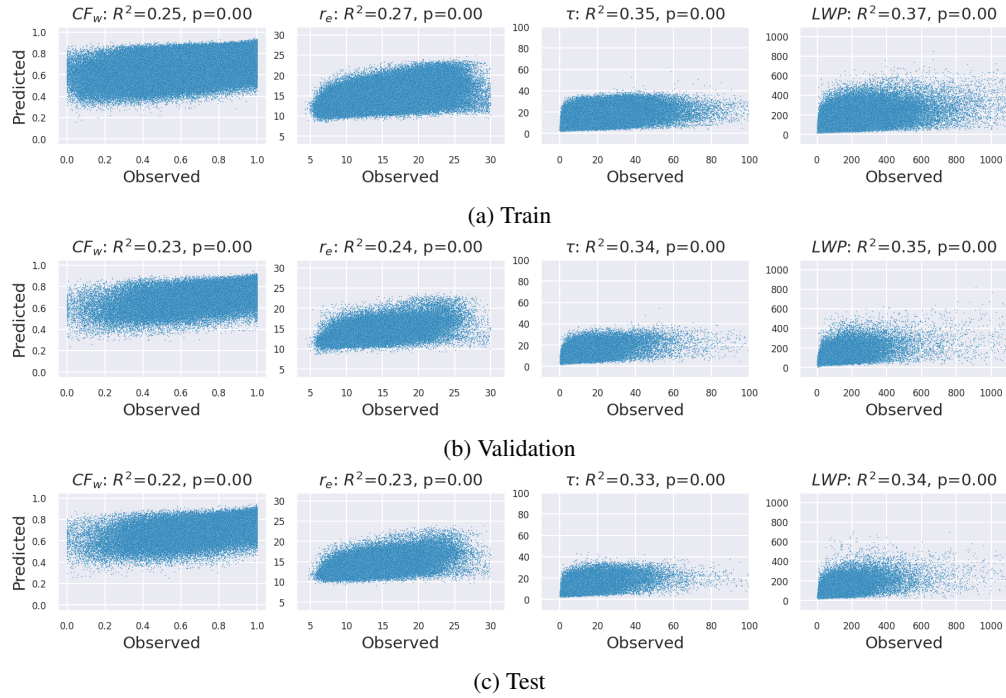 CF_w: R²=0.25, p=0.00 r_e: R²=0.27, p=0.00 τ: R²=0.35, p=0.00 LWP: R²=0.37, p=0.00
Predicted
1.0 0.8 0.6 0.4 0.2 0.0
30 25 20 15 10 5
100 80 60 40 20 0
1000 800 600 400 200 0
0.0 0.2 0.4 0.6 0.8 1.0 5 10 15 20 25 30 0 20 40 60 80 100 0 200 400 600 800 1000
Observed Observed Observed Observed
(a) Train
CF_w: R²=0.23, p=0.00 r_e: R²=0.24, p=0.00 τ: R²=0.34, p=0.00 LWP: R²=0.35, p=0.00
Predicted
1.0 0.8 0.6 0.4 0.2 0.0
30 25 20 15 10 5
100 80 60 40 20 0
1000 800 600 400 200 0
0.0 0.2 0.4 0.6 0.8 1.0 5 10 15 20 25 30 0 20 40 60 80 100 0 200 400 600 800 1000
Observed Observed Observed Observed
(b) Validation
CF_w: R²=0.22, p=0.00 r_e: R²=0.23, p=0.00 τ: R²=0.33, p=0.00 LWP: R²=0.34, p=0.00
Predicted
1.0 0.8 0.6 0.4 0.2 0.0
30 25 20 15 10 5
100 80 60 40 20 0
1000 800 600 400 200 0
0.0 0.2 0.4 0.6 0.8 1.0 5 10 15 20 25 30 0 20 40 60 80 100 0 200 400 600 800 1000
Observed Observed Observed Observed
(c) Test